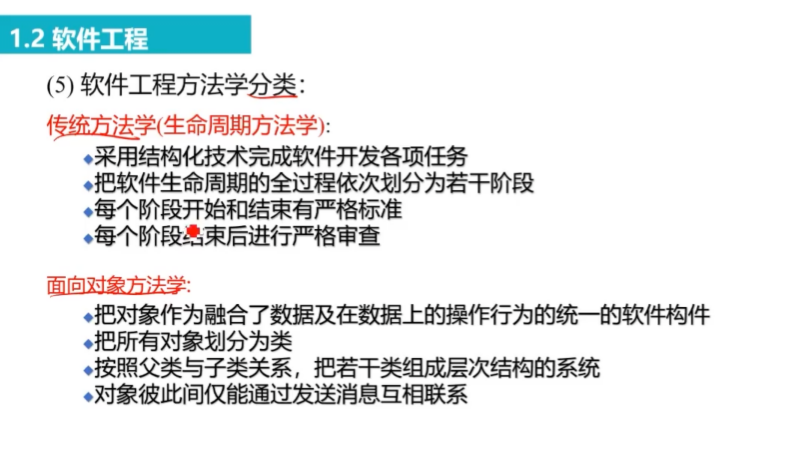 1.2 软件工程
(5) 软件工程方法学分类：
传统方法学(生命周期方法学):
采用结构化技术完成软件开发各项任务
把软件生命周期的全过程依次划分为若干阶段
每个阶段开始和结束有严格标准
每个阶段结束后进行严格审查
面向对象方法学:
把对象作为融合了数据及在数据上的操作行为的统一的软件构件
把所有对象划分为类
按照父类与子类关系，把若干类组成层次结构的系统
对象彼此间仅能通过发送消息互相联系